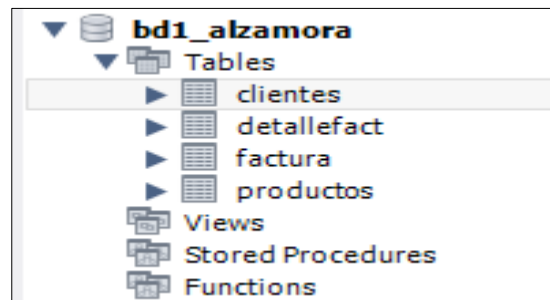 bd1_alzamora
Tables
clientes
detallefact
factura
productos
Views
Stored Procedures
Functions